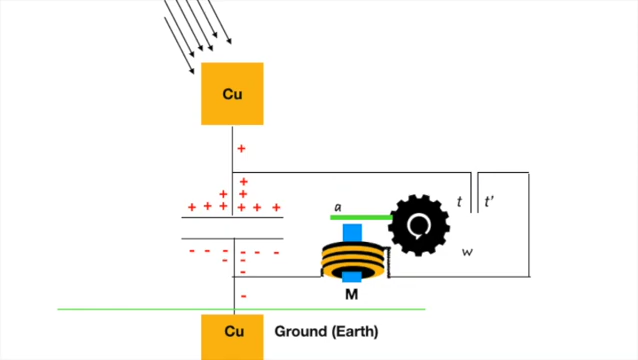 Cu
+
+
+ +
+ + + + + +
t t'
a
w
- - - - - -
- -
-
-
M
Cu Ground (Earth)